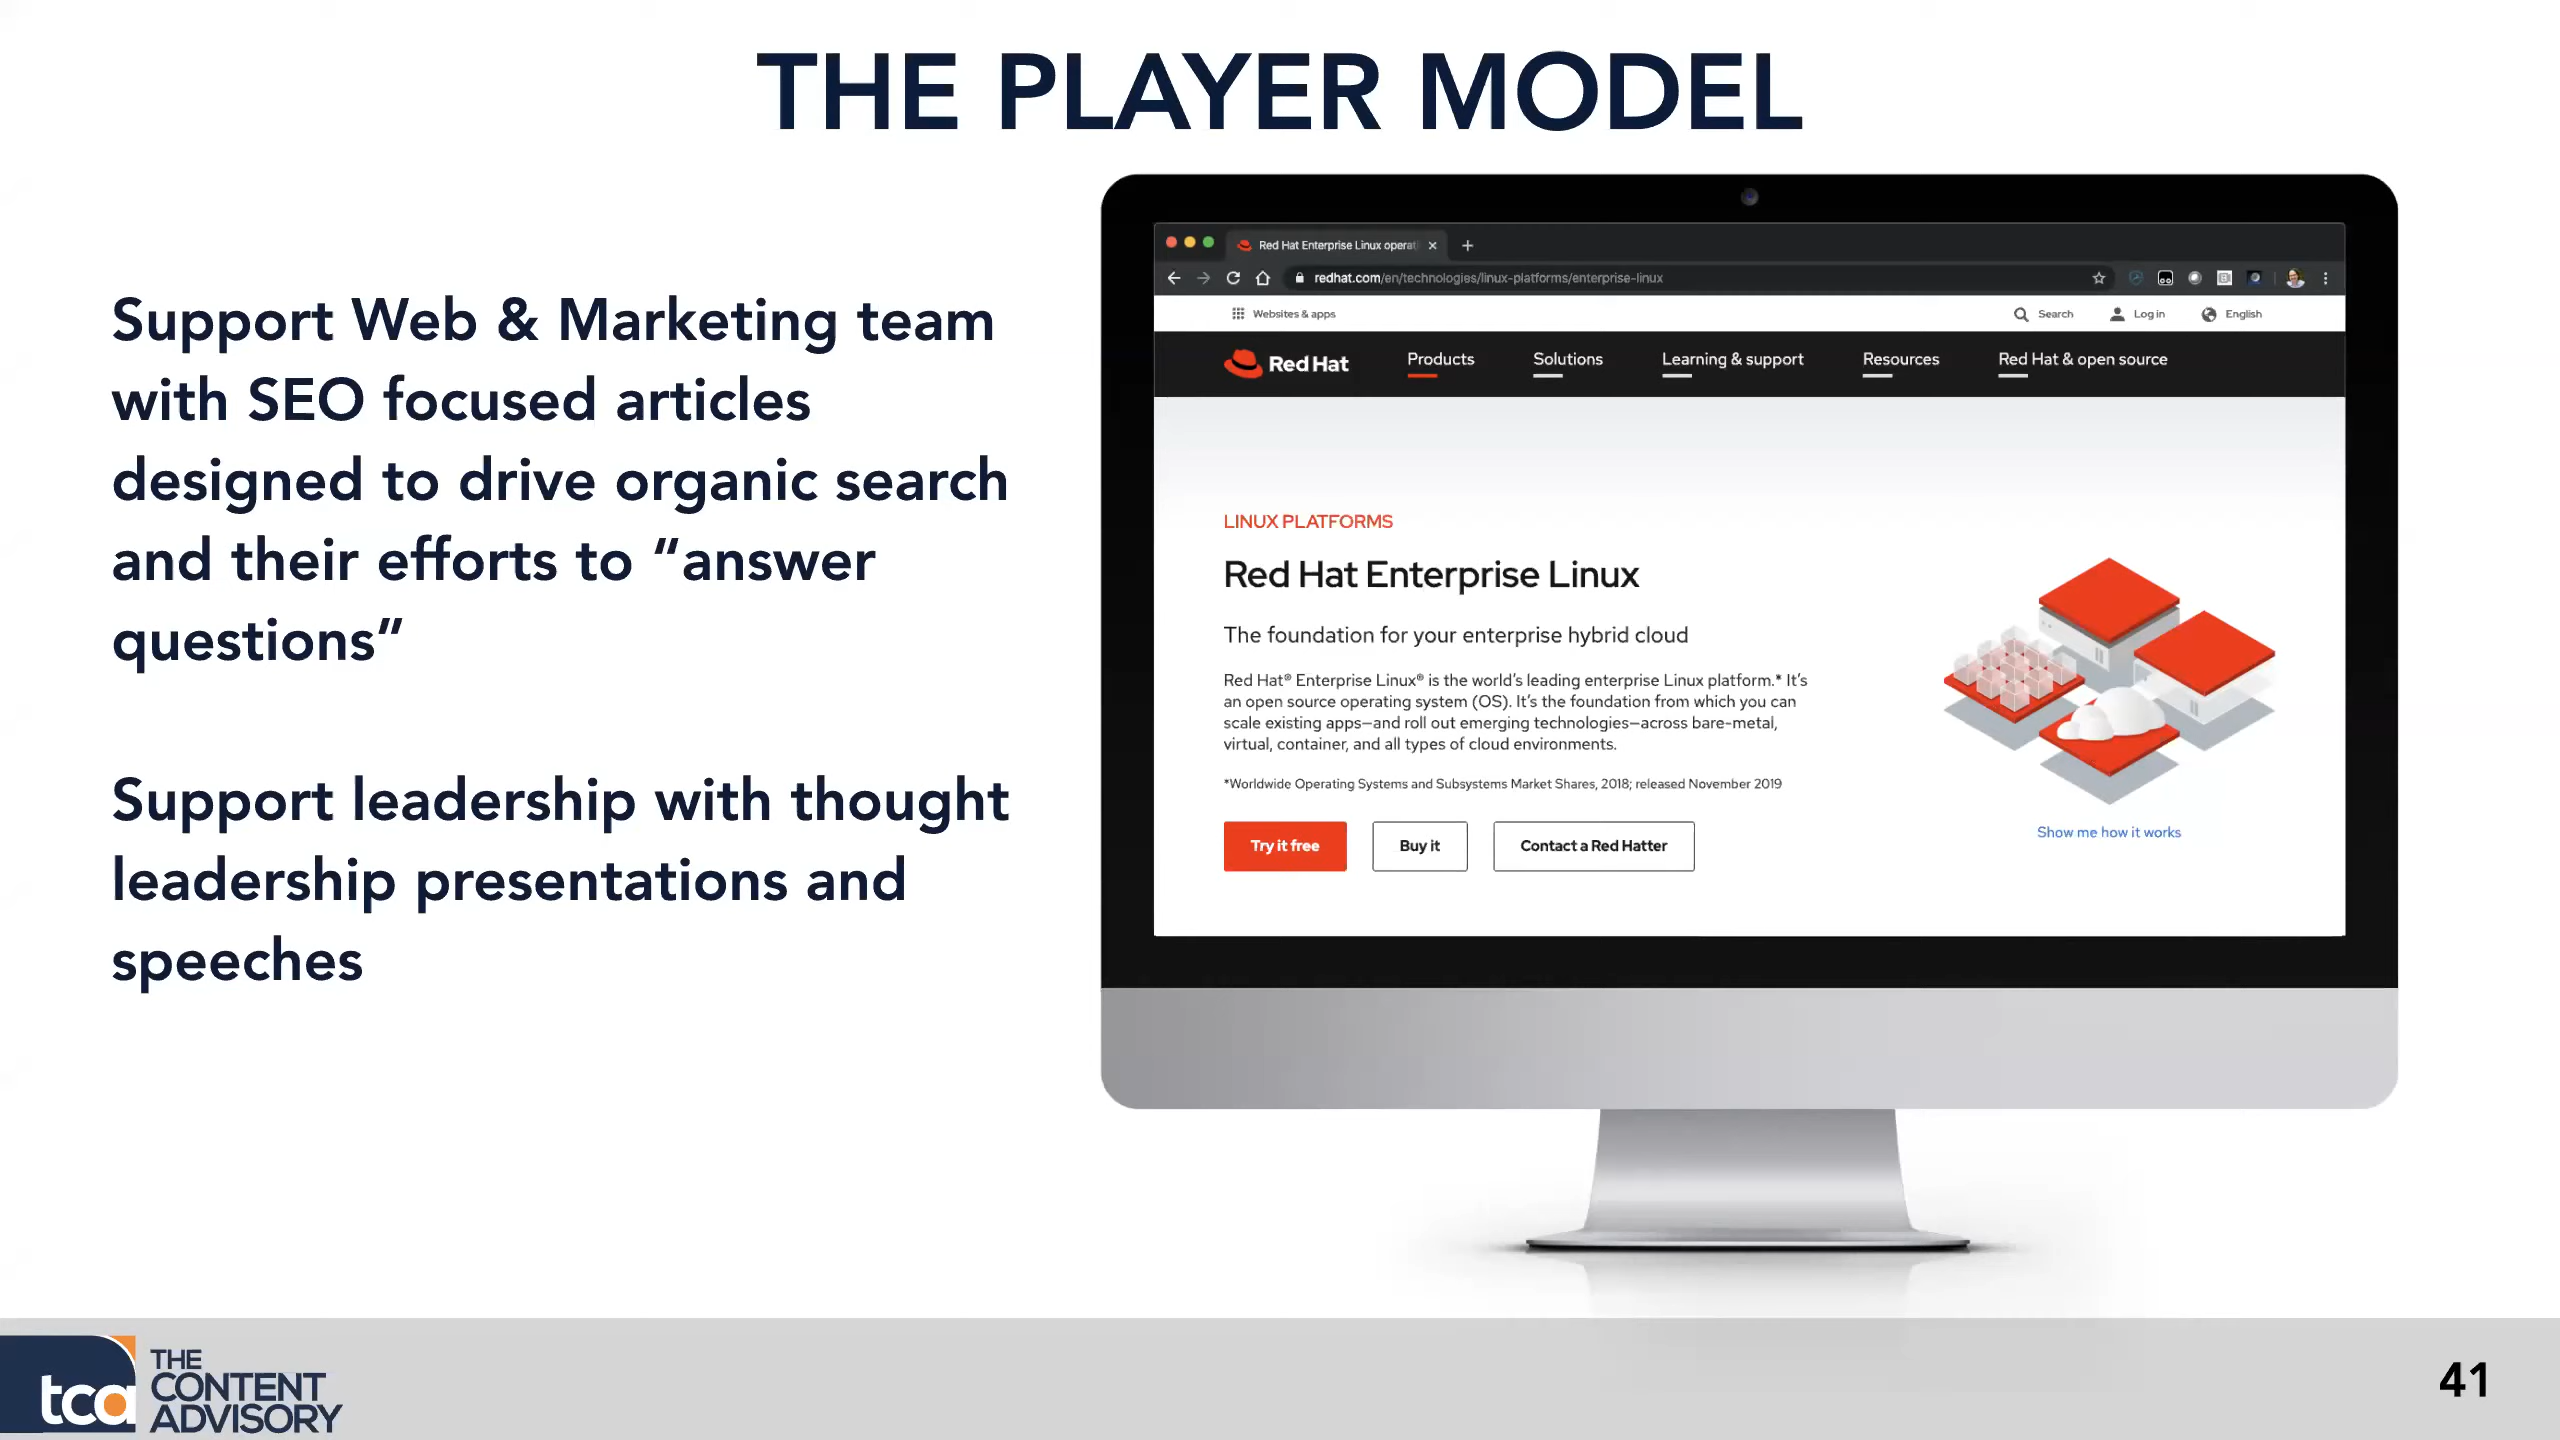 THE PLAYER MODEL
Support Web & Marketing team
with SEO focused articles
designed to drive organic search
and their efforts to “answer
questions”
Support leadership with thought
leadership presentations and
speeches
Red Hat Enterprise Linux operati
redhat.com/en/technologies/linux-platforms/enterprise-linux
Websites & apps
Search
Log in
English
Red Hat
Products
Solutions
Learning & support
Resources
Red Hat & open source
LINUX PLATFORMS
Red Hat Enterprise Linux
The foundation for your enterprise hybrid cloud
Red Hat® Enterprise Linux® is the world’s leading enterprise Linux platform.* It’s
an open source operating system (OS). It’s the foundation from which you can
scale existing apps—and roll out emerging technologies—across bare-metal,
virtual, container, and all types of cloud environments.
*Worldwide Operating Systems and Subsystems Market Shares, 2018; released November 2019
Try it free
Buy it
Contact a Red Hatter
Show me how it works
tca
THE
CONTENT
ADVISORY
41